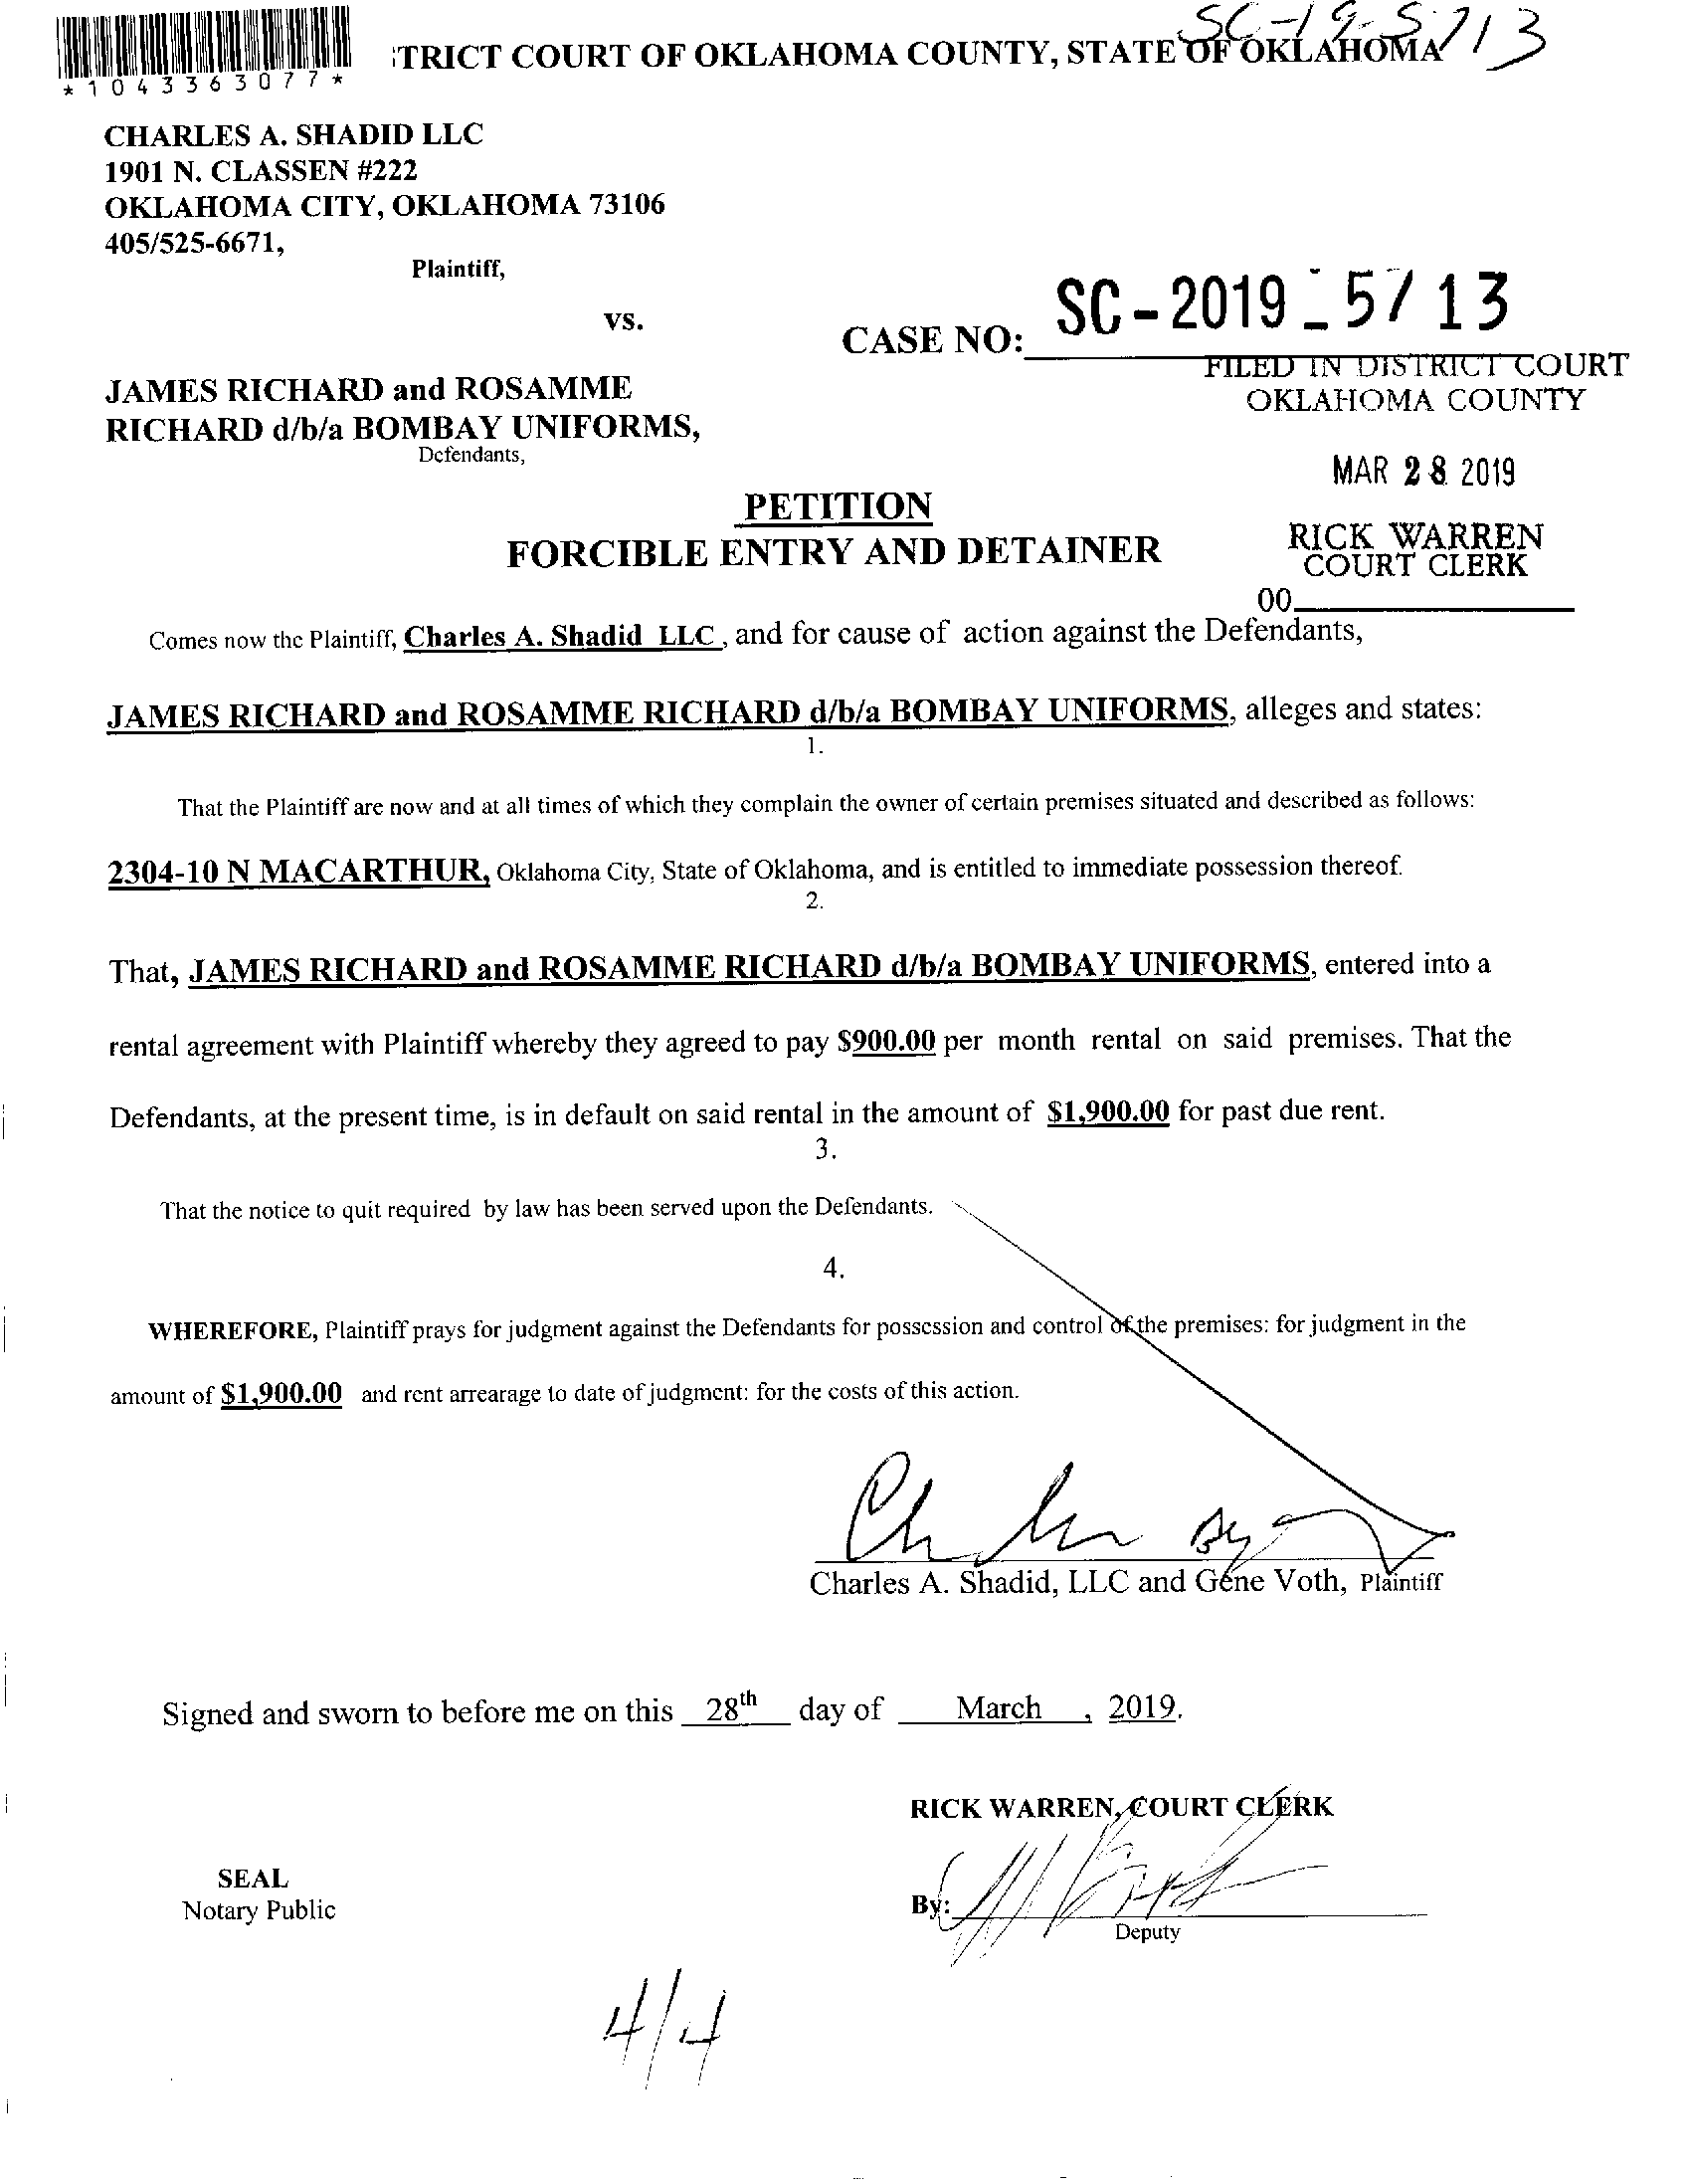 SC-19-5713
*1043363077*
TRICT COURT OF OKLAHOMA COUNTY, STATE OF OKLAHOMA
CHARLES A. SHADID LLC
1901 N. CLASSEN #222
OKLAHOMA CITY, OKLAHOMA 73106
405/525-6671,
Plaintiff,
vs.
CASE NO: SC-2019-5713
FILED IN DISTRICT COURT
OKLAHOMA COUNTY
JAMES RICHARD and ROSAMME
RICHARD d/b/a BOMBAY UNIFORMS,
Defendants,
MAR 28 2019
PETITION
FORCIBLE ENTRY AND DETAINER
RICK WARREN
COURT CLERK
00
Comes now the Plaintiff, Charles A. Shadid LLC, and for cause of action against the Defendants,
JAMES RICHARD and ROSAMME RICHARD d/b/a BOMBAY UNIFORMS, alleges and states:
1.
That the Plaintiff are now and at all times of which they complain the owner of certain premises situated and described as follows:
2304-10 N MACARTHUR, Oklahoma City, State of Oklahoma, and is entitled to immediate possession thereof.
2.
That, JAMES RICHARD and ROSAMME RICHARD d/b/a BOMBAY UNIFORMS, entered into a
rental agreement with Plaintiff whereby they agreed to pay $900.00 per month rental on said premises. That the
Defendants, at the present time, is in default on said rental in the amount of $1,900.00 for past due rent.
3.
That the notice to quit required by law has been served upon the Defendants.
4.
WHEREFORE, Plaintiff prays for judgment against the Defendants for possession and control of the premises: for judgment in the
amount of $1,900.00 and rent arrearage to date of judgment: for the costs of this action.
By
Charles A. Shadid, LLC and Gene Voth, Plaintiff
Signed and sworn to before me on this 28th day of March, 2019.
RICK WARREN, COURT CLERK
SEAL
Notary Public
By:
Deputy
4/4